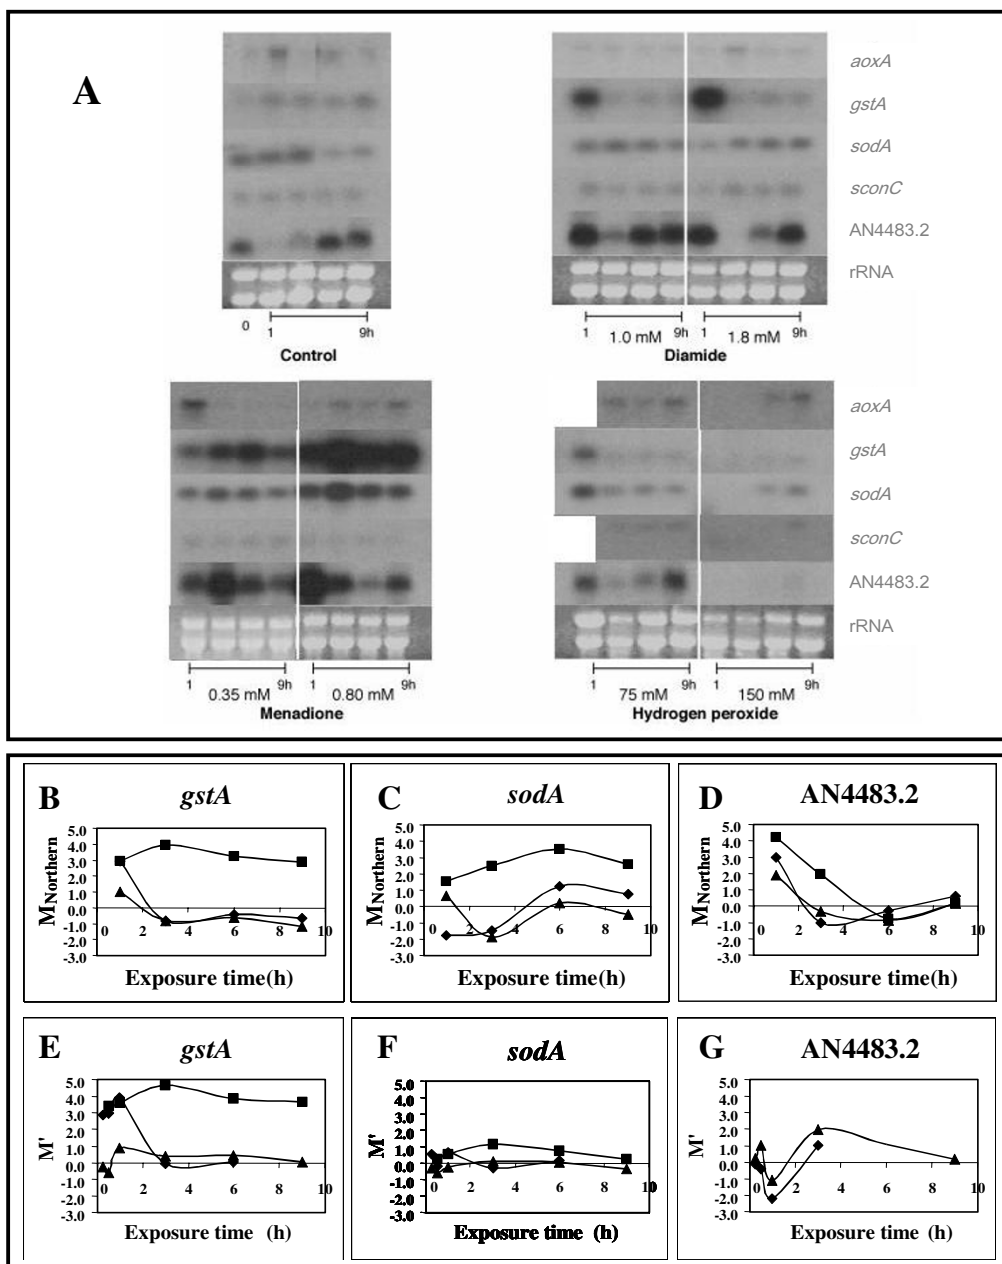 A
aoxA
gstA
sodA
sconC
AN4483.2
rRNA
0 1 9h
Control
1 1.0 mM 9h 1 1.8 mM 9h
Diamide
aoxA
gstA
sodA
sconC
AN4483.2
rRNA
1 0.35 mM 9h 1 0.80 mM 9h
Menadione
1 75 mM 9h 1 150 mM 9h
Hydrogen peroxide
B gstA
5.0
4.0
3.0
2.0
1.0
0.0
-1.0
-2.0
-3.0
0 2 4 6 8 10
M Northern
Exposure time(h)
C sodA
5.0
4.0
3.0
2.0
1.0
0.0
-1.0
-2.0
-3.0
0 2 4 6 8 10
M Northern
Exposure time(h)
D AN4483.2
5.0
4.0
3.0
2.0
1.0
0.0
-1.0
-2.0
-3.0
0 2 4 6 8 10
M Northern
Exposure time(h)
E gstA
5.0
4.0
3.0
2.0
1.0
0.0
-1.0
-2.0
-3.0
0 2 4 6 8 10
M'
Exposure time (h)
F sodA
5.0
4.0
3.0
2.0
1.0
0.0
-1.0
-2.0
-3.0
0 2 4 6 8 10
M'
Exposure time (h)
G AN4483.2
5.0
4.0
3.0
2.0
1.0
0.0
-1.0
-2.0
-3.0
0 2 4 6 8 10
M'
Exposure time (h)